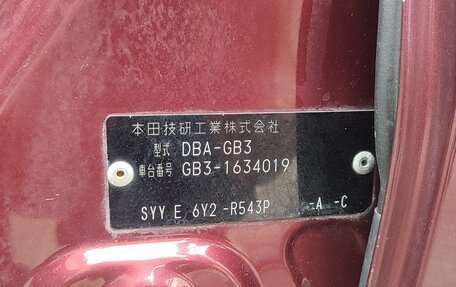 本田技研工業株式会社
型式 DBA-GB3
車台番号 GB3-1634019
SYY E 6Y2 -R543P -A -C